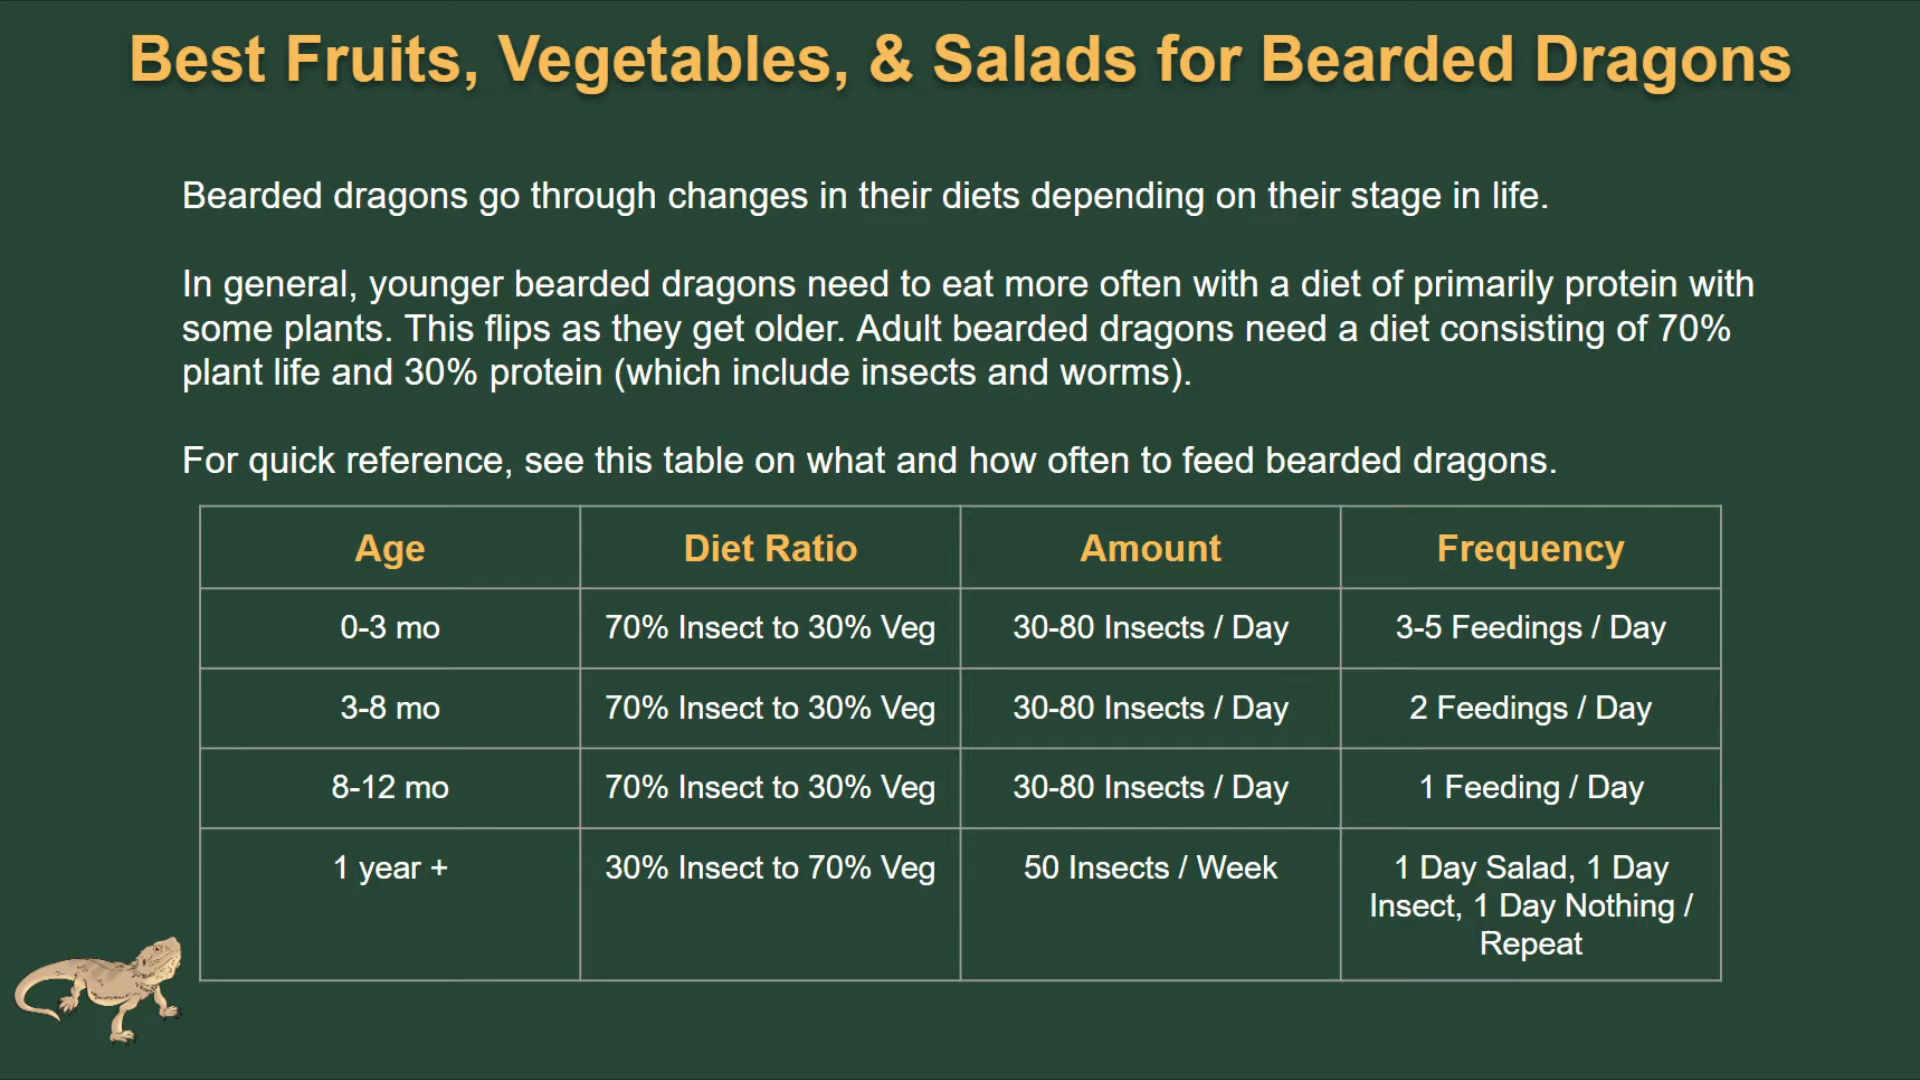 Best Fruits, Vegetables, & Salads for Bearded Dragons
Bearded dragons go through changes in their diets depending on their stage in life.
In general, younger bearded dragons need to eat more often with a diet of primarily protein with
some plants. This flips as they get older. Adult bearded dragons need a diet consisting of 70%
plant life and 30% protein (which include insects and worms).
For quick reference, see this table on what and how often to feed bearded dragons.
Age Diet Ratio Amount Frequency
0-3 mo 70% Insect to 30% Veg 30-80 Insects / Day 3-5 Feedings / Day
3-8 mo 70% Insect to 30% Veg 30-80 Insects / Day 2 Feedings / Day
8-12 mo 70% Insect to 30% Veg 30-80 Insects / Day 1 Feeding / Day
1 year + 30% Insect to 70% Veg 50 Insects / Week 1 Day Salad, 1 Day
Insect, 1 Day Nothing /
Repeat